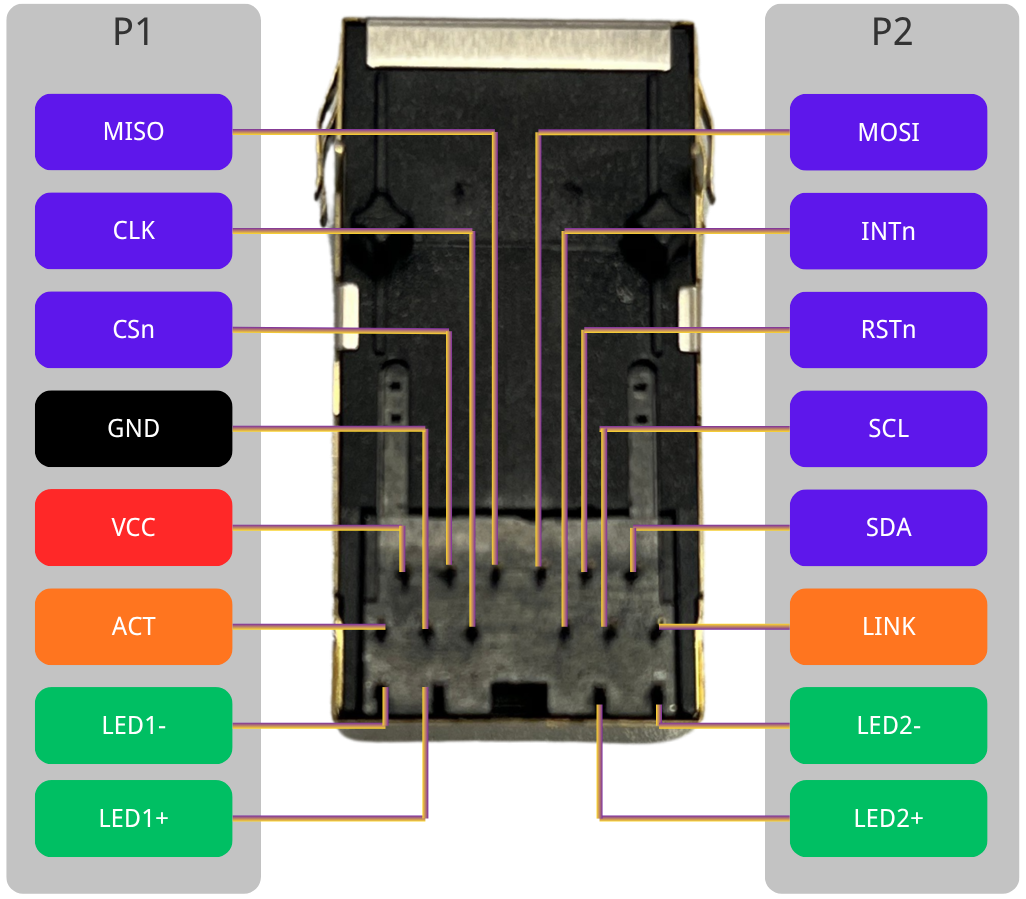 P1
P2
MISO
MOSI
CLK
INTn
CSn
RSTn
GND
SCL
VCC
SDA
ACT
LINK
LED1-
LED2-
LED1+
LED2+